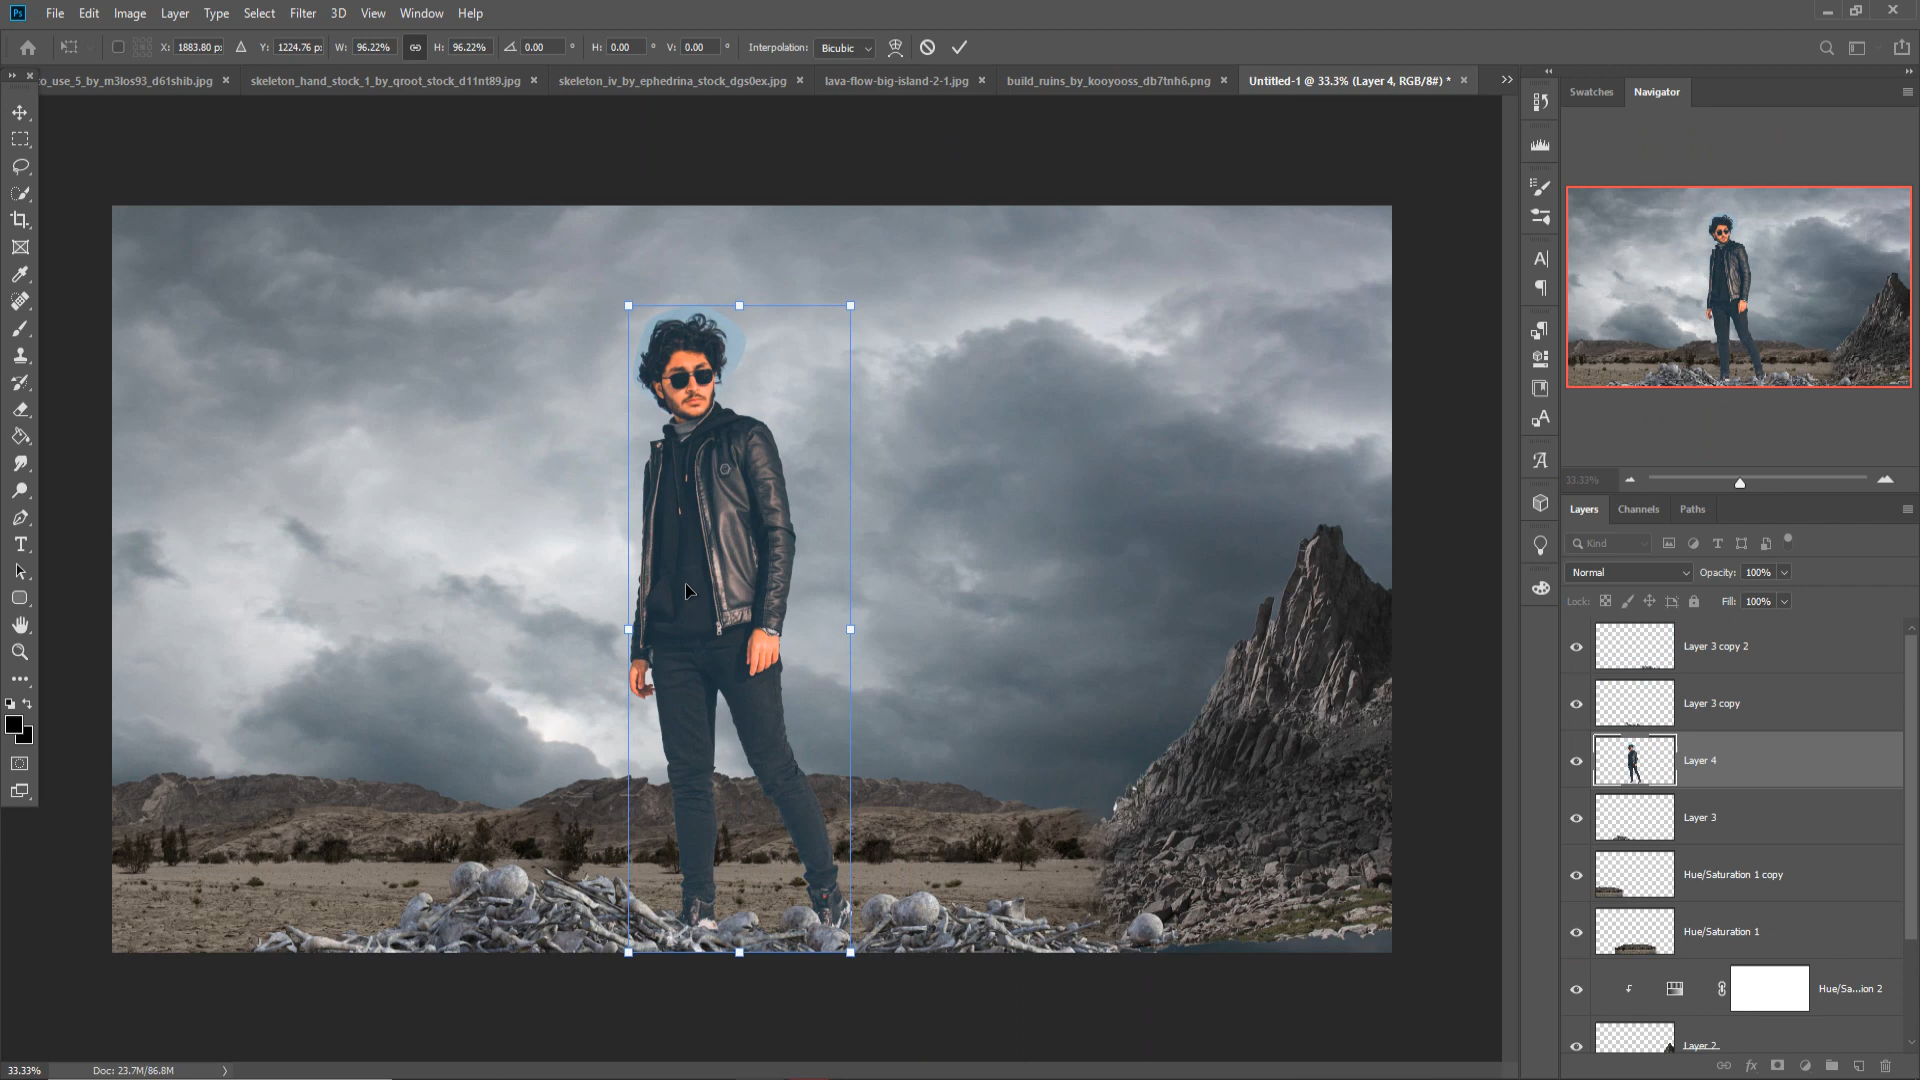 Ps File Edit Image Layer Type Select Filter 3D View Window Help
X: 1883.80 p: Y: 1224.76 p: W: 96.22% H: 96.22% 0.00 ° H: 0.00 ° V: 0.00 ° Interpolation: Bicubic
o_use_5_by_m3los93_d61shib.jpg × skeleton_hand_stock_1_by_qroot_stock_d11nt89.jpg × skeleton_iv_by_ephedrina_stock_dgs0ex.jpg × lava-flow-big-island-2-1.jpg × build_ruins_by_kooyooss_db7tnh6.png × Untitled-1 @ 33.3% (Layer 4, RGB/8#) * ×
Swatches Navigator
33.33%
Layers Channels Paths
Kind
Normal Opacity: 100%
Lock: Fill: 100%
Layer 3 copy 2
Layer 3 copy
Layer 4
Layer 3
Hue/Saturation 1 copy
Hue/Saturation 1
Hue/Sa...ion 2
Layer 2
33.33% Doc: 23.7M/86.8M